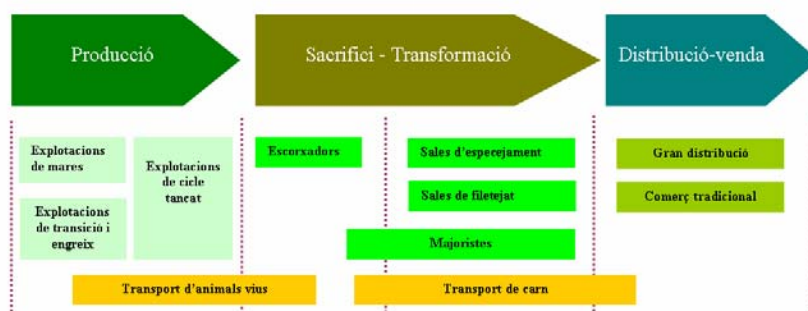 Producció
Sacrifici - Transformació
Distribució-venda
Explotacions
de mares
Explotacions
de cicle
tancat
Explotacions
de transició i
engreix
Escorxadors
Sales d'especejament
Sales de filetejat
Majoristes
Gran distribució
Comerç tradicional
Transport d'animals vius
Transport de carn